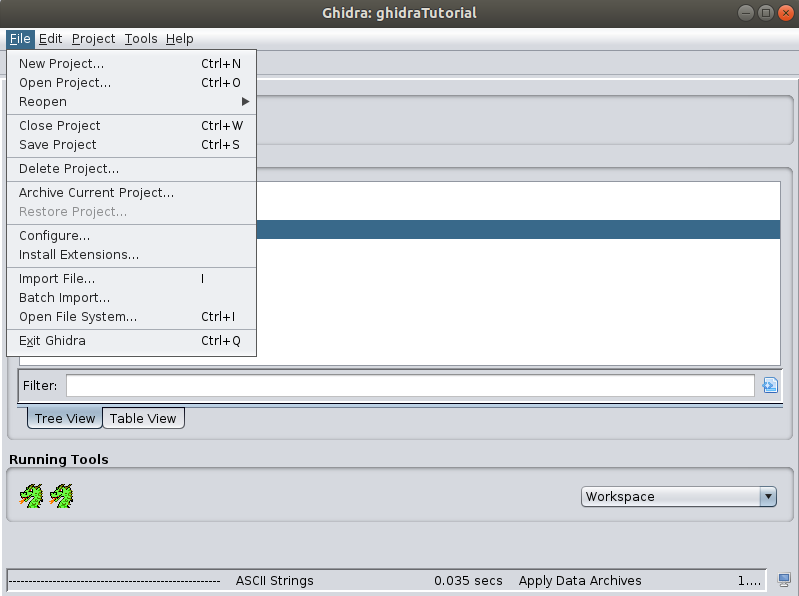 Ghidra: ghidraTutorial
File Edit Project Tools Help
New Project... Ctrl+N
Open Project... Ctrl+O
Reopen
Close Project Ctrl+W
Save Project Ctrl+S
Delete Project...
Archive Current Project...
Restore Project...
Configure...
Install Extensions...
Import File... I
Batch Import...
Open File System... Ctrl+I
Exit Ghidra Ctrl+Q
Filter:
Tree View Table View
Running Tools
Workspace
----------------------------------------------------- ASCII Strings 0.035 secs Apply Data Archives 1....